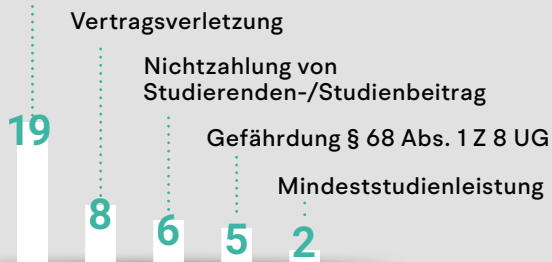 Vertragsverletzung
Nichtzahlung von
Studierenden-/Studienbeitrag
Gefährdung § 68 Abs. 1 Z 8 UG
Mindeststudienleistung
19
8
6
5
2